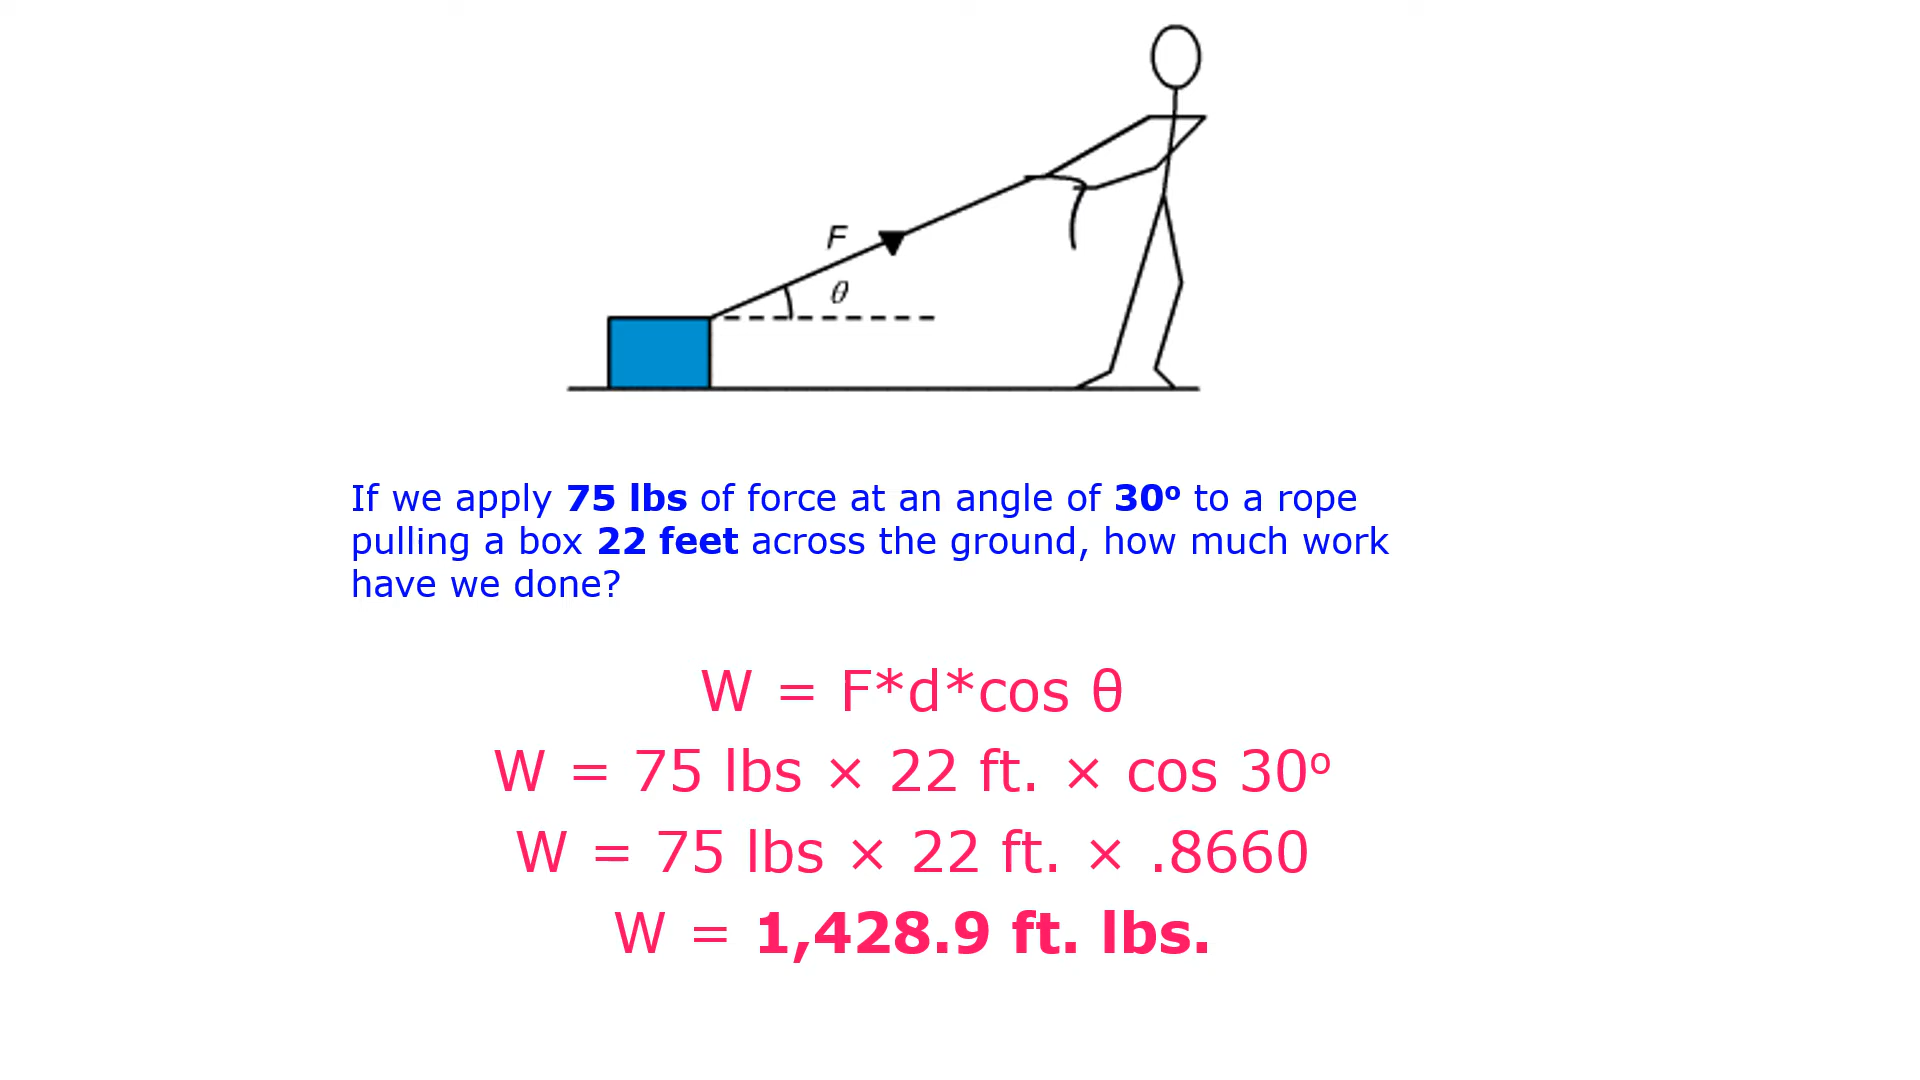 F
θ
If we apply 75 lbs of force at an angle of 30º to a rope
pulling a box 22 feet across the ground, how much work
have we done?
W = F*d*cos θ
W = 75 lbs × 22 ft. × cos 30º
W = 75 lbs × 22 ft. × .8660
W = 1,428.9 ft. lbs.